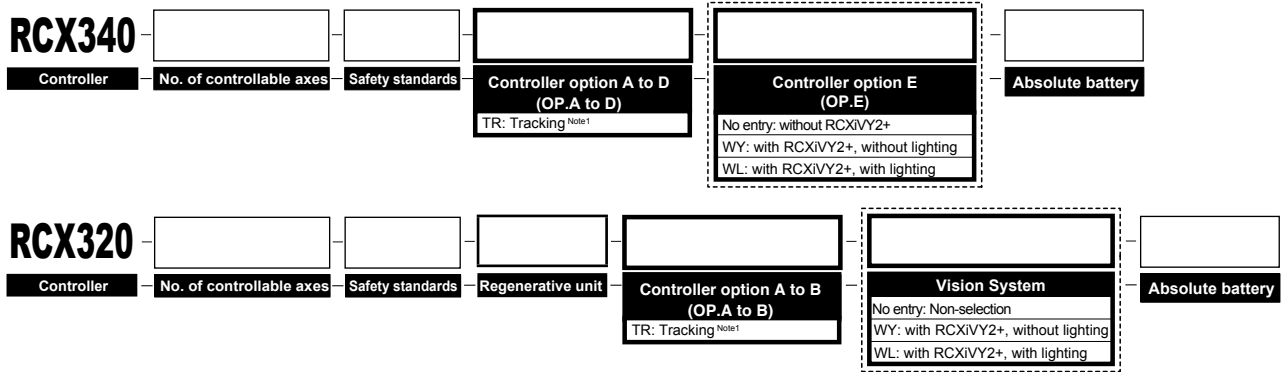 RCX340
Controller
No. of controllable axes
Safety standards
Controller option A to D
(OP.A to D)
TR: Tracking Note1
Controller option E
(OP.E)
No entry: without RCXiVY2+
WY: with RCXiVY2+, without lighting
WL: with RCXiVY2+, with lighting
Absolute battery
RCX320
Controller
No. of controllable axes
Safety standards
Regenerative unit
Controller option A to B
(OP.A to B)
TR: Tracking Note1
Vision System
No entry: Non-selection
WY: with RCXiVY2+, without lighting
WL: with RCXiVY2+, with lighting
Absolute battery